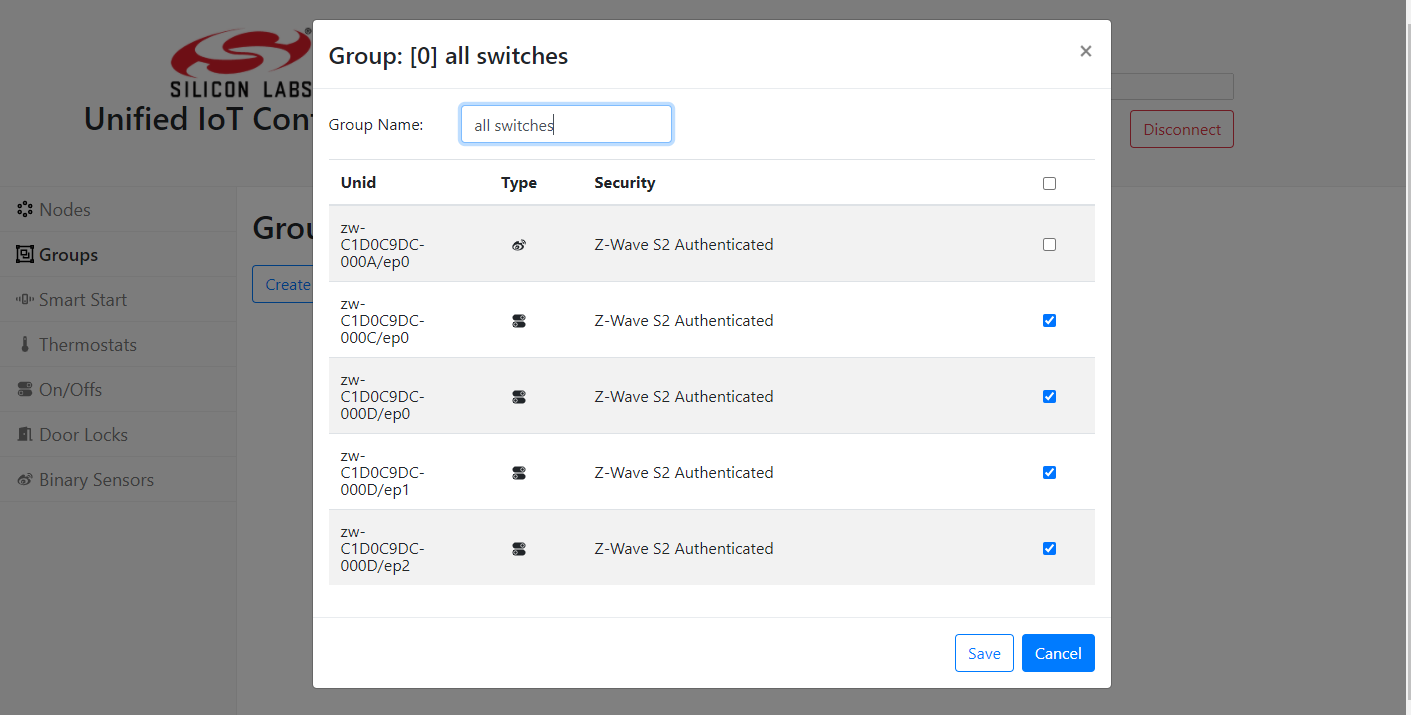 SILICON LABS
Unified IoT Con
Disconnect
Nodes
Groups
Smart Start
Thermostats
On/Offs
Door Locks
Binary Sensors
Grou
Create
Group: [0] all switches
×
Group Name:
all switches
Unid Type Security
zw-
C1D0C9DC-
000A/ep0
Z-Wave S2 Authenticated
zw-
C1D0C9DC-
000C/ep0
Z-Wave S2 Authenticated
zw-
C1D0C9DC-
000D/ep0
Z-Wave S2 Authenticated
zw-
C1D0C9DC-
000D/ep1
Z-Wave S2 Authenticated
zw-
C1D0C9DC-
000D/ep2
Z-Wave S2 Authenticated
Save
Cancel